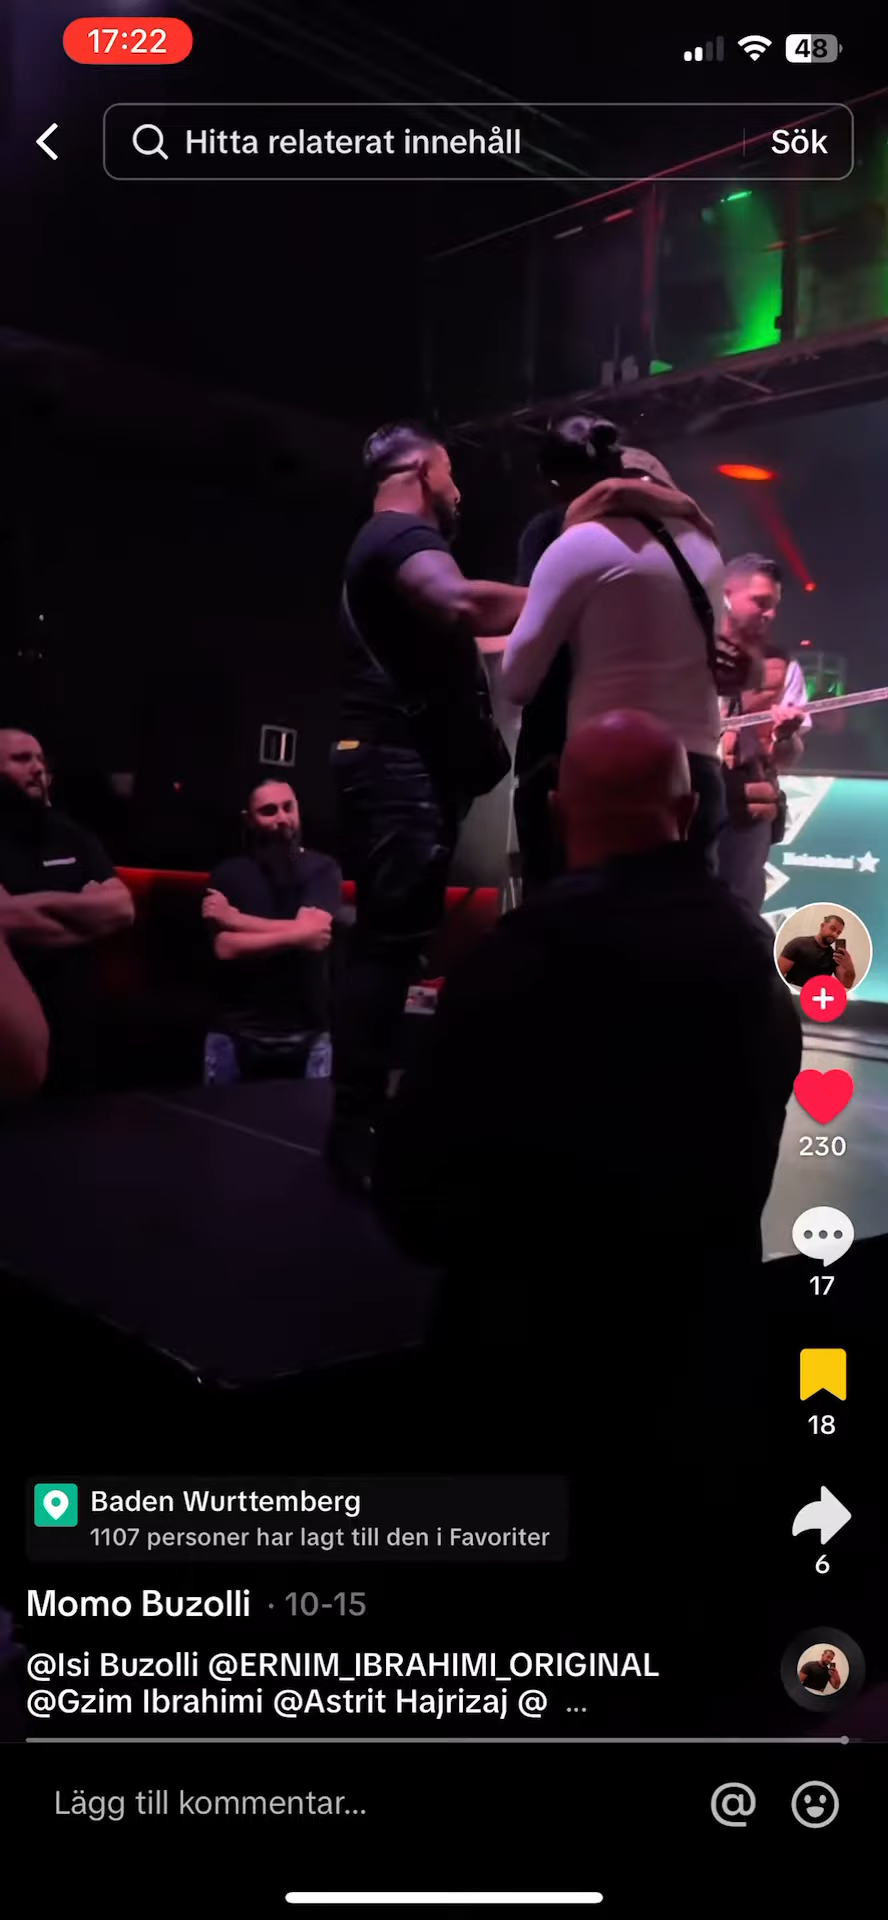 17:22
48
Hitta relaterat innehåll
Sök
Heineken
230
17
18
6
Baden Wurttemberg
1107 personer har lagt till den i Favoriter
Momo Buzolli · 10-15
@Isi Buzolli @ERNIM_IBRAHIMI_ORIGINAL
@Gzim Ibrahimi @Astrit Hajrizaj @ ...
Lägg till kommentar...